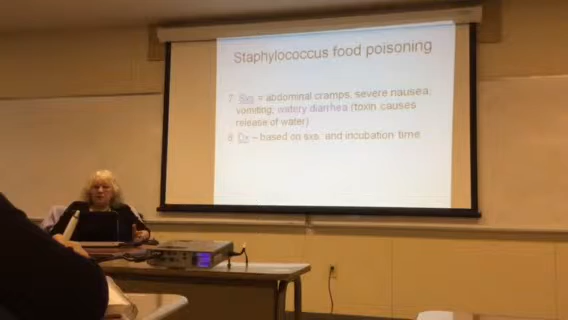 Staphylococcus food poisoning
7. Sxs = abdominal cramps, severe nausea,
vomiting, watery diarrhea (toxin causes
release of water)
8. Dx – based on sxs. and incubation time